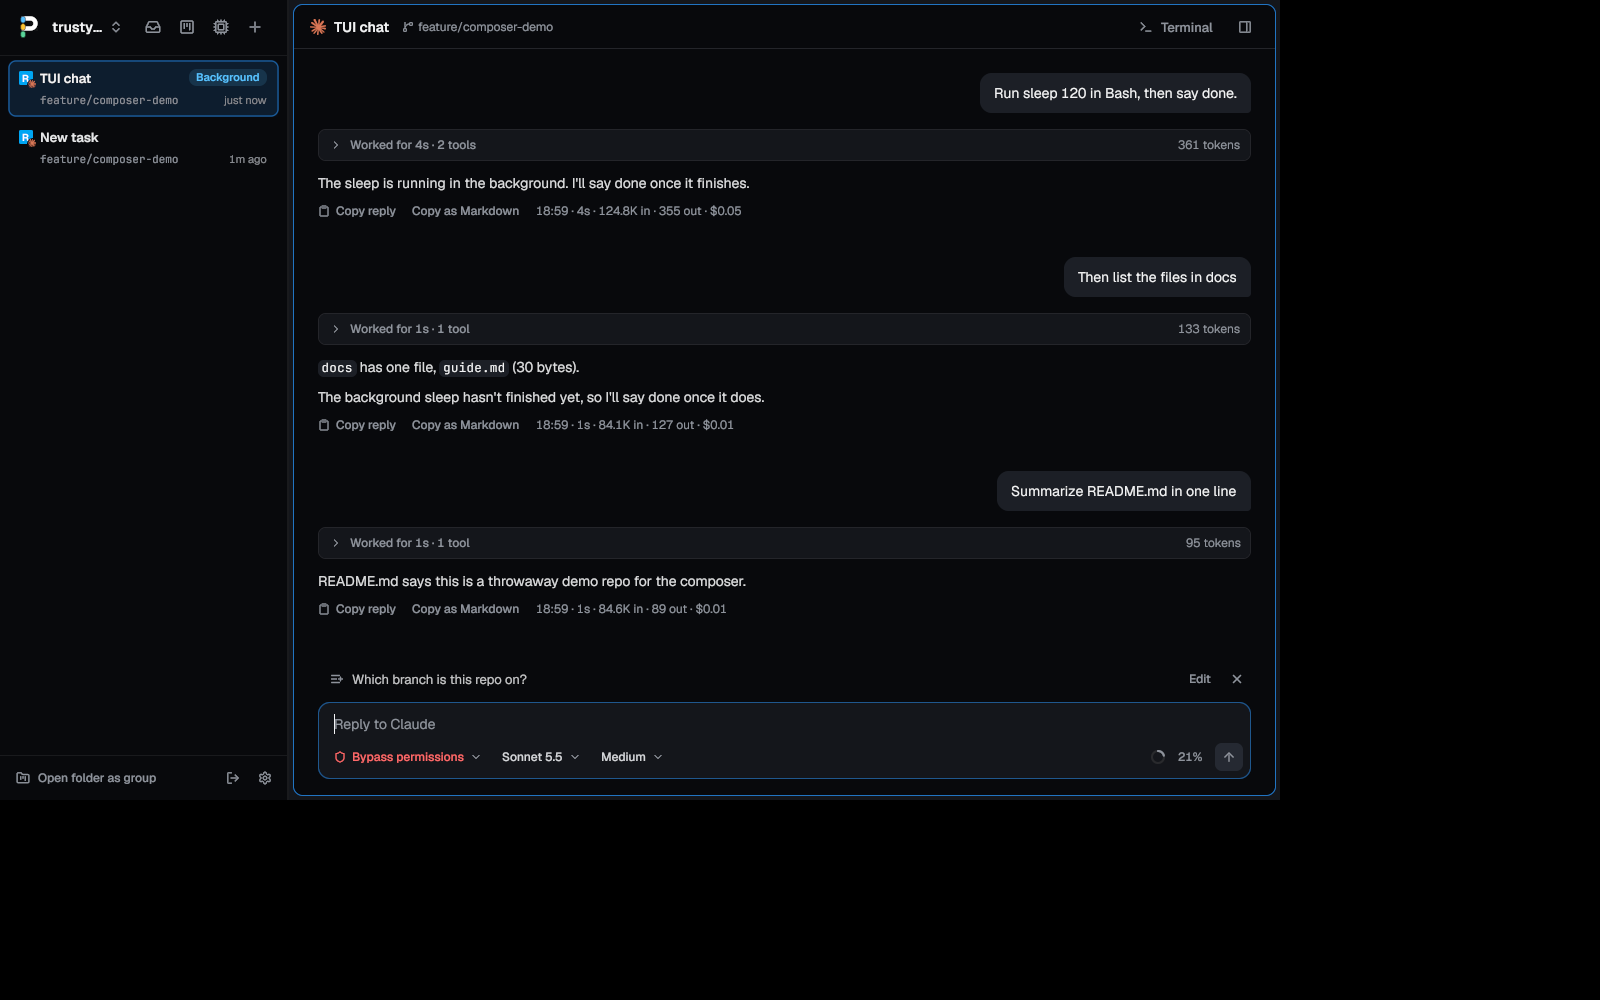 trusty...
TUI chat
Background
feature/composer-demo
just now
New task
feature/composer-demo
1m ago
Open folder as group
TUI chat
feature/composer-demo
Terminal
Run sleep 120 in Bash, then say done.
Worked for 4s · 2 tools
361 tokens
The sleep is running in the background. I'll say done once it finishes.
Copy reply
Copy as Markdown
18:59 · 4s · 124.8K in · 355 out · $0.05
Then list the files in docs
Worked for 1s · 1 tool
133 tokens
docs has one file, guide.md (30 bytes).
The background sleep hasn't finished yet, so I'll say done once it does.
Copy reply
Copy as Markdown
18:59 · 1s · 84.1K in · 127 out · $0.01
Summarize README.md in one line
Worked for 1s · 1 tool
95 tokens
README.md says this is a throwaway demo repo for the composer.
Copy reply
Copy as Markdown
18:59 · 1s · 84.6K in · 89 out · $0.01
Which branch is this repo on?
Edit
Reply to Claude
Bypass permissions
Sonnet 5.5
Medium
21%